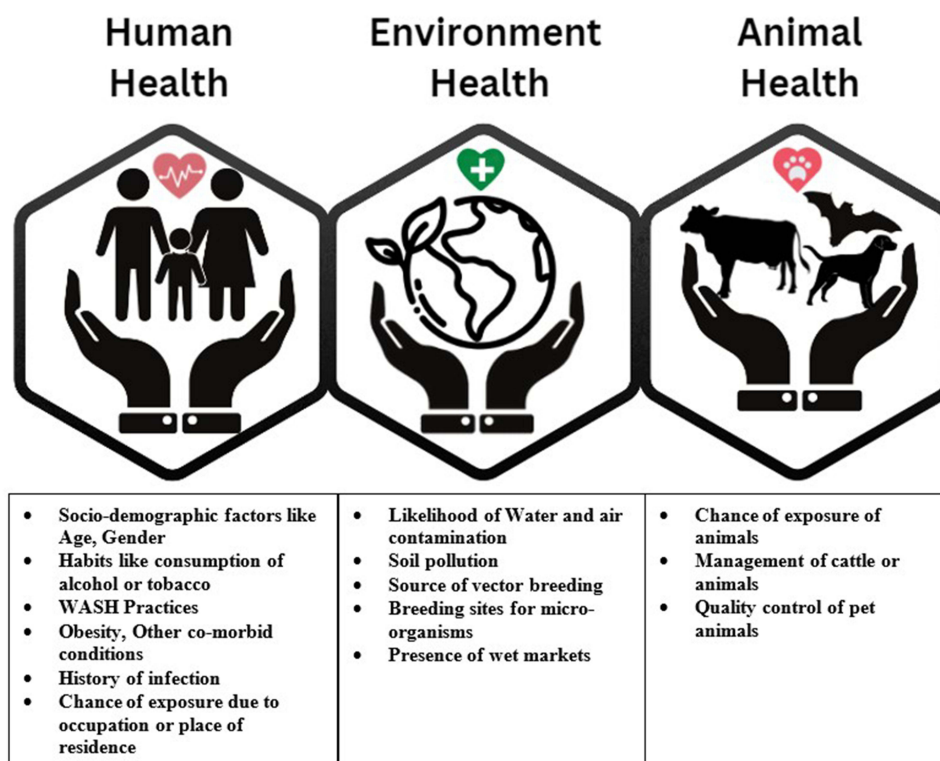 Human
Health
Environment
Health
Animal
Health
• Socio-demographic factors like
Age, Gender
• Habits like consumption of
alcohol or tobacco
• WASH Practices
• Obesity, Other co-morbid
conditions
• History of infection
• Chance of exposure due to
occupation or place of
residence
• Likelihood of Water and air
contamination
• Soil pollution
• Source of vector breeding
• Breeding sites for micro-
organisms
• Presence of wet markets
• Chance of exposure of
animals
• Management of cattle or
animals
• Quality control of pet
animals